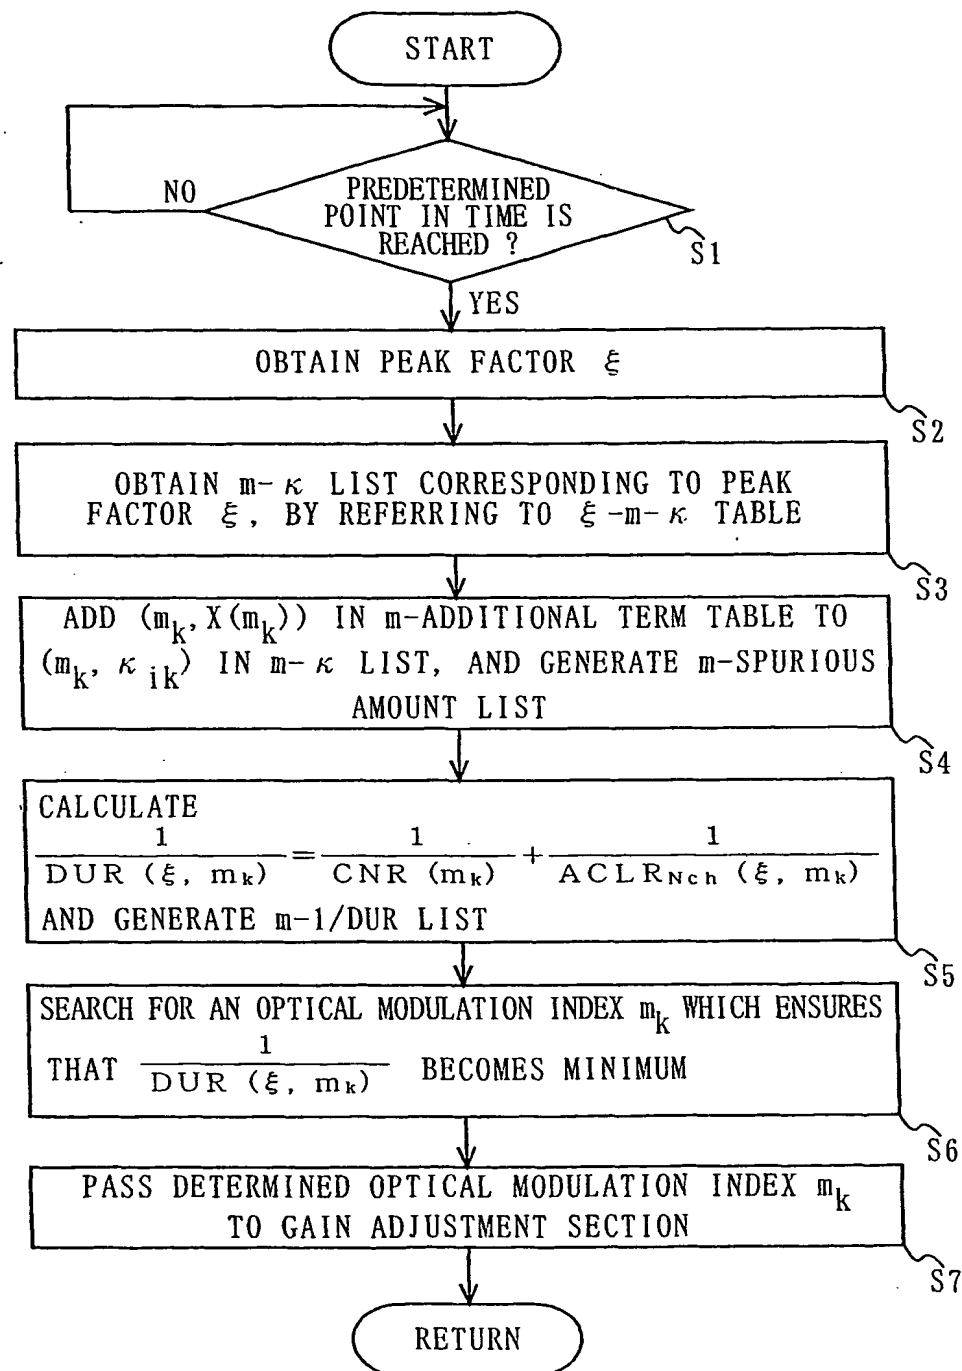 START
PREDETERMINED
POINT IN TIME IS
REACHED ?
NO
S1
YES
OBTAIN PEAK FACTOR ξ
S2
OBTAIN m-κ LIST CORRESPONDING TO PEAK
FACTOR ξ, BY REFERRING TO ξ-m-κ TABLE
S3
ADD (m_k, X(m_k)) IN m-ADDITIONAL TERM TABLE TO
(m_k, κ_ik) IN m-κ LIST, AND GENERATE m-SPURIOUS
AMOUNT LIST
S4
CALCULATE
1/DUR (ξ, m_k) = 1/CNR (m_k) + 1/ACLR_Nch (ξ, m_k)
AND GENERATE m-1/DUR LIST
S5
SEARCH FOR AN OPTICAL MODULATION INDEX m_k WHICH ENSURES
THAT 1/DUR (ξ, m_k) BECOMES MINIMUM
S6
PASS DETERMINED OPTICAL MODULATION INDEX m_k
TO GAIN ADJUSTMENT SECTION
S7
RETURN